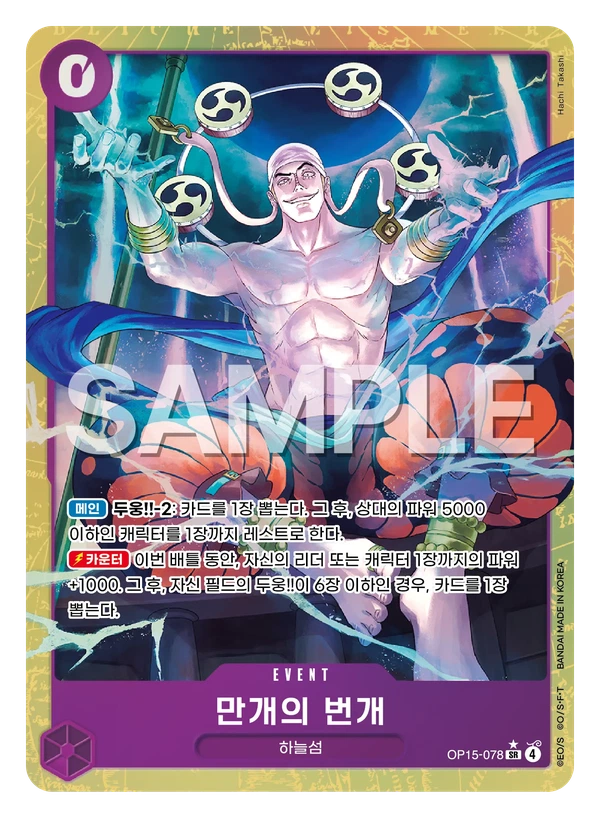 0
Hachi Takashi
SAMPLE
메인 두웅!!-2: 카드를 1장 뽑는다. 그 후, 상대의 파워 5000
이하인 캐릭터를 1장까지 레스트로 한다.
카운터 이번 배틀 동안, 자신의 리더 또는 캐릭터 1장까지의 파워
+1000. 그 후, 자신 필드의 두웅!!이 6장 이하인 경우, 카드를 1장
뽑는다.
EVENT
만개의 번개
하늘섬
OP15-078 SR 4
©EO/S ©O/S·F·T BANDAI MADE IN KOREA